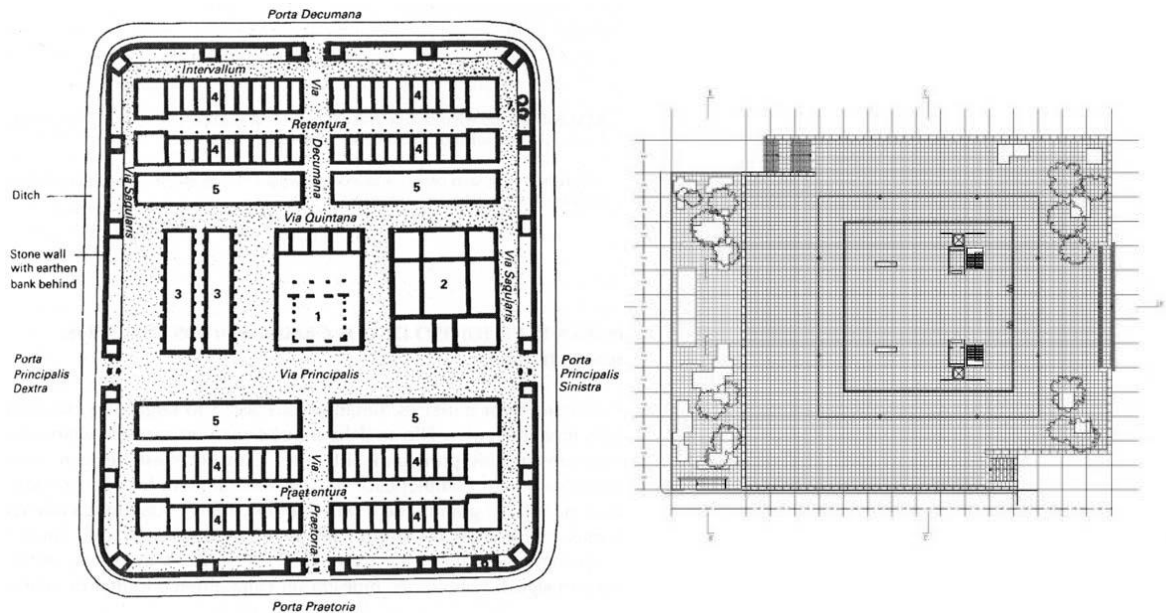 Porta Decumana
Intervallum
Via
4
4
7
Retentura
Decumana
4
4
5
5
Ditch
Via Sagularis
Via Quintana
Stone wall
with earthen
bank behind
3
3
1
2
Via Sagularis
Porta
Principalis
Dextra
Via Principalis
Porta
Principalis
Sinistra
5
5
4
Via
4
Praetentura
4
Praetoria
4
Porta Praetoria